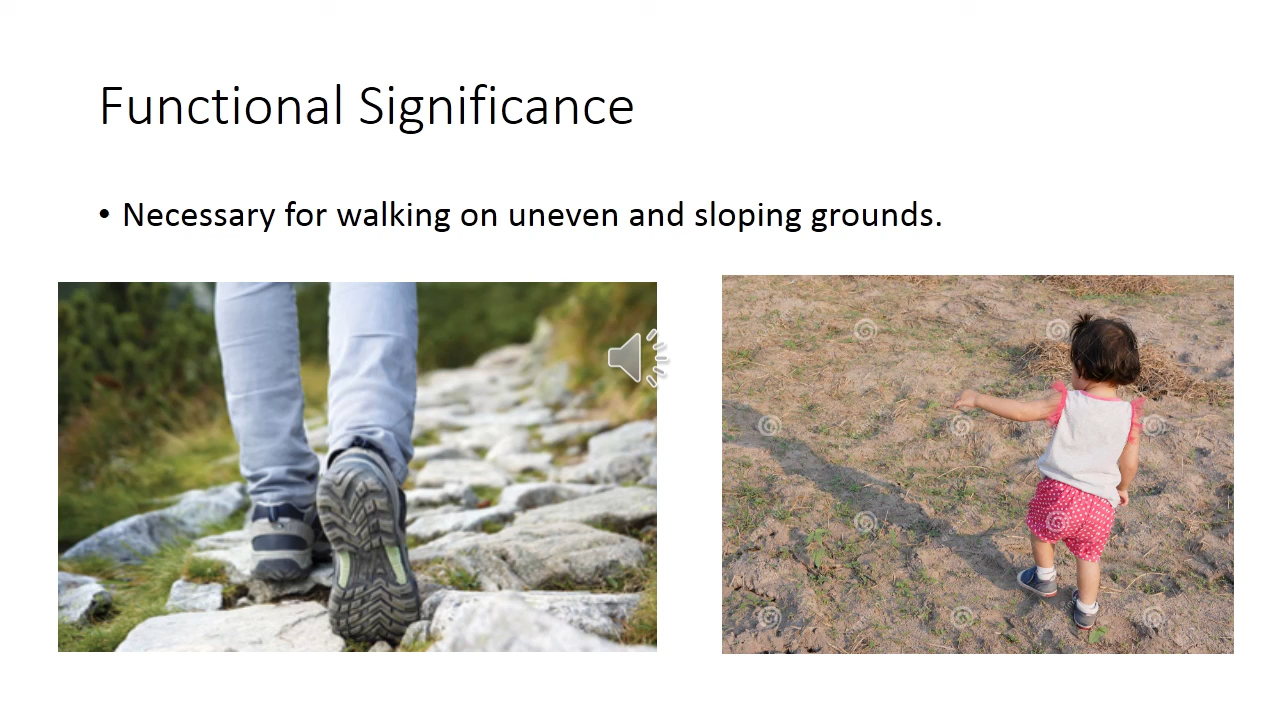 Functional Significance
• Necessary for walking on uneven and sloping grounds.